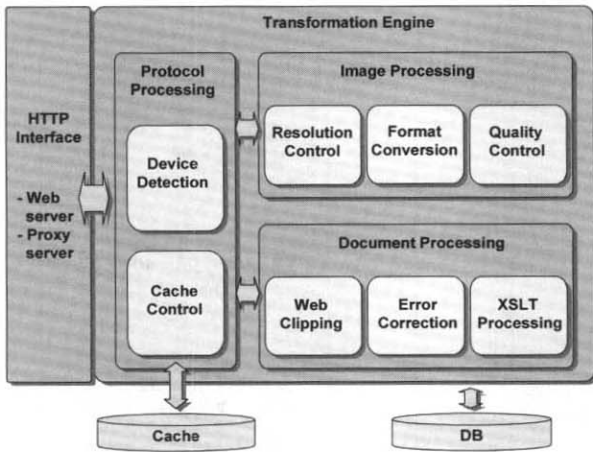 Transformation Engine
HTTP
Interface
- Web
server
- Proxy
server
Protocol
Processing
Device
Detection
Cache
Control
Image Processing
Resolution
Control
Format
Conversion
Quality
Control
Document Processing
Web
Clipping
Error
Correction
XSLT
Processing
Cache
DB